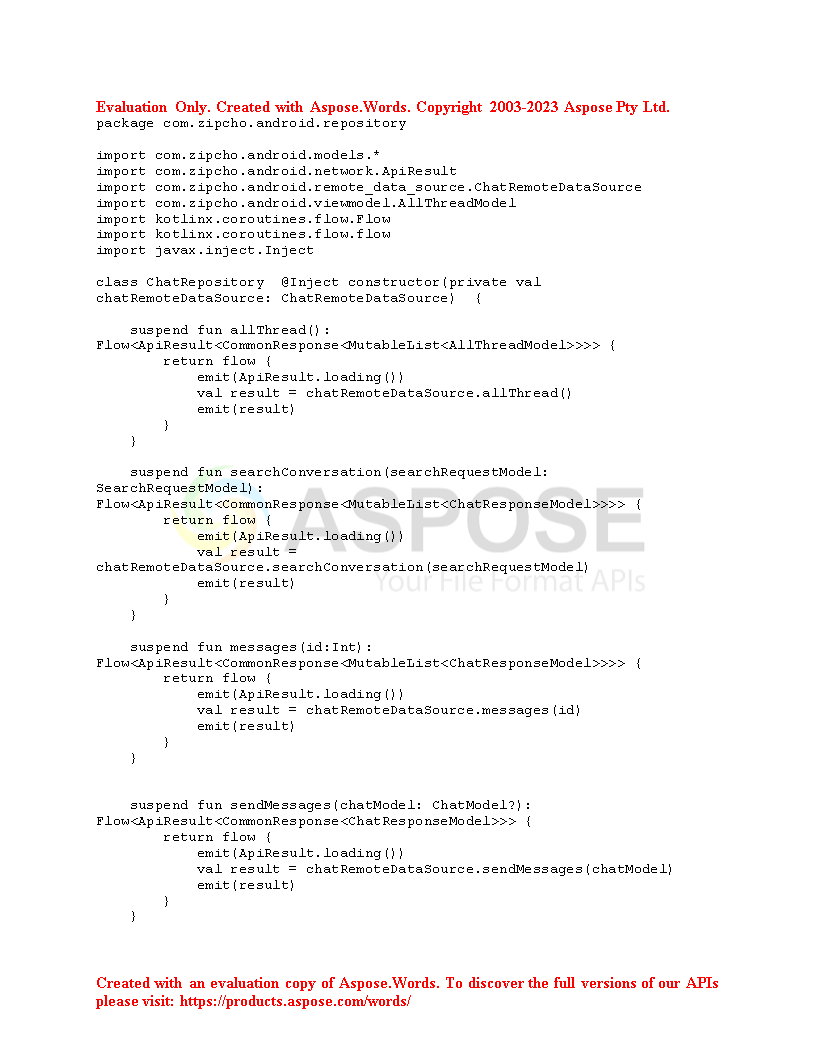 Evaluation Only. Created with Aspose.Words. Copyright 2003-2023 Aspose Pty Ltd.
package com.zipcho.android.repository

import com.zipcho.android.models.*
import com.zipcho.android.network.ApiResult
import com.zipcho.android.remote_data_source.ChatRemoteDataSource
import com.zipcho.android.viewmodel.AllThreadModel
import kotlinx.coroutines.flow.Flow
import kotlinx.coroutines.flow.flow
import javax.inject.Inject

class ChatRepository  @Inject constructor(private val
chatRemoteDataSource: ChatRemoteDataSource)  {

    suspend fun allThread():
Flow<ApiResult<CommonResponse<MutableList<AllThreadModel>>>> {
        return flow {
            emit(ApiResult.loading())
            val result = chatRemoteDataSource.allThread()
            emit(result)
        }
    }

    suspend fun searchConversation(searchRequestModel:
SearchRequestModel):
Flow<ApiResult<CommonResponse<MutableList<ChatResponseModel>>>> {
        return flow {
            emit(ApiResult.loading())
            val result =
chatRemoteDataSource.searchConversation(searchRequestModel)
            emit(result)
        }
    }
ASPOSE
Your File Format APIs

    suspend fun messages(id:Int):
Flow<ApiResult<CommonResponse<MutableList<ChatResponseModel>>>> {
        return flow {
            emit(ApiResult.loading())
            val result = chatRemoteDataSource.messages(id)
            emit(result)
        }
    }


    suspend fun sendMessages(chatModel: ChatModel?):
Flow<ApiResult<CommonResponse<ChatResponseModel>>> {
        return flow {
            emit(ApiResult.loading())
            val result = chatRemoteDataSource.sendMessages(chatModel)
            emit(result)
        }
    }

Created with an evaluation copy of Aspose.Words. To discover the full versions of our APIs
please visit: https://products.aspose.com/words/